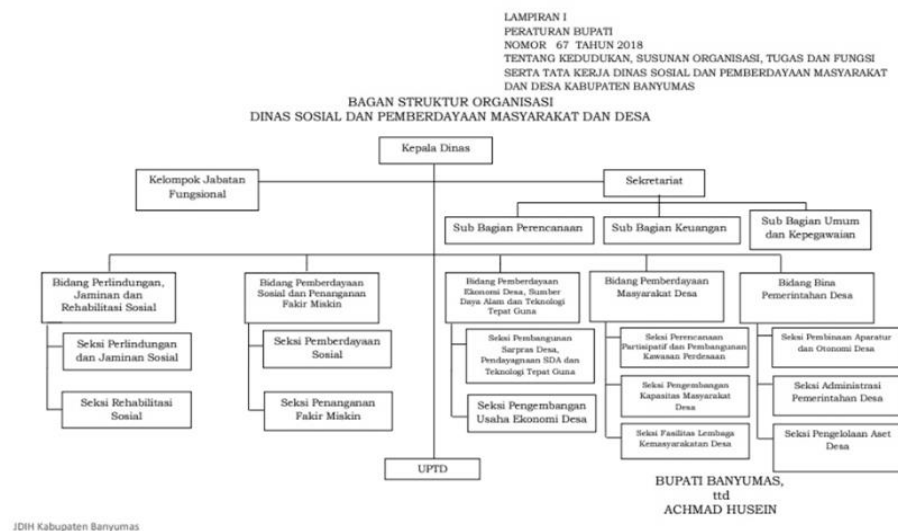 LAMPIRAN I
PERATURAN BUPATI
NOMOR 67 TAHUN 2018
TENTANG KEDUDUKAN, SUSUNAN ORGANISASI, TUGAS DAN FUNGSI
SERTA TATA KERJA DINAS SOSIAL DAN PEMBERDAYAAN MASYARAKAT
DAN DESA KABUPATEN BANYUMAS
BAGAN STRUKTUR ORGANISASI
DINAS SOSIAL DAN PEMBERDAYAAN MASYARAKAT DAN DESA
Kepala Dinas
Kelompok Jabatan
Fungsional
Sekretariat
Sub Bagian Perencanaan
Sub Bagian Keuangan
Sub Bagian Umum
dan Kepegawaian
Bidang Perlindungan,
Jaminan dan
Rehabilitasi Sosial
Bidang Pemberdayaan
Sosial dan Penanganan
Fakir Miskin
Bidang Pemberdayaan
Ekonomi Desa, Sumber
Daya Alam dan Teknologi
Tepat Guna
Bidang Pemberdayaan
Masyarakat Desa
Bidang Bina
Pemerintahan Desa
Seksi Perlindungan
dan Jaminan Sosial
Seksi Pemberdayaan
Sosial
Seksi Pembangunan
Sarpras Desa,
Pendayagnaan SDA dan
Teknologi Tepat Guna
Seksi Perencanaan
Partisipatif dan Pembangunan
Kawasan Perdesaan
Seksi Pembinaan Aparatur
dan Otonomi Desa
Seksi Rehabilitasi
Sosial
Seksi Penanganan
Fakir Miskin
Seksi Pengembangan
Usaha Ekonomi Desa
Seksi Pengembangan
Kapasitas Masyarakat
Desa
Seksi Administrasi
Pemerintahan Desa
Seksi Fasilitas Lembaga
Kemasyarakatan Desa
Seksi Pengelolaan Aset
Desa
UPTD
BUPATI BANYUMAS,
ttd
ACHMAD HUSEIN
JDIH Kabupaten Banyumas